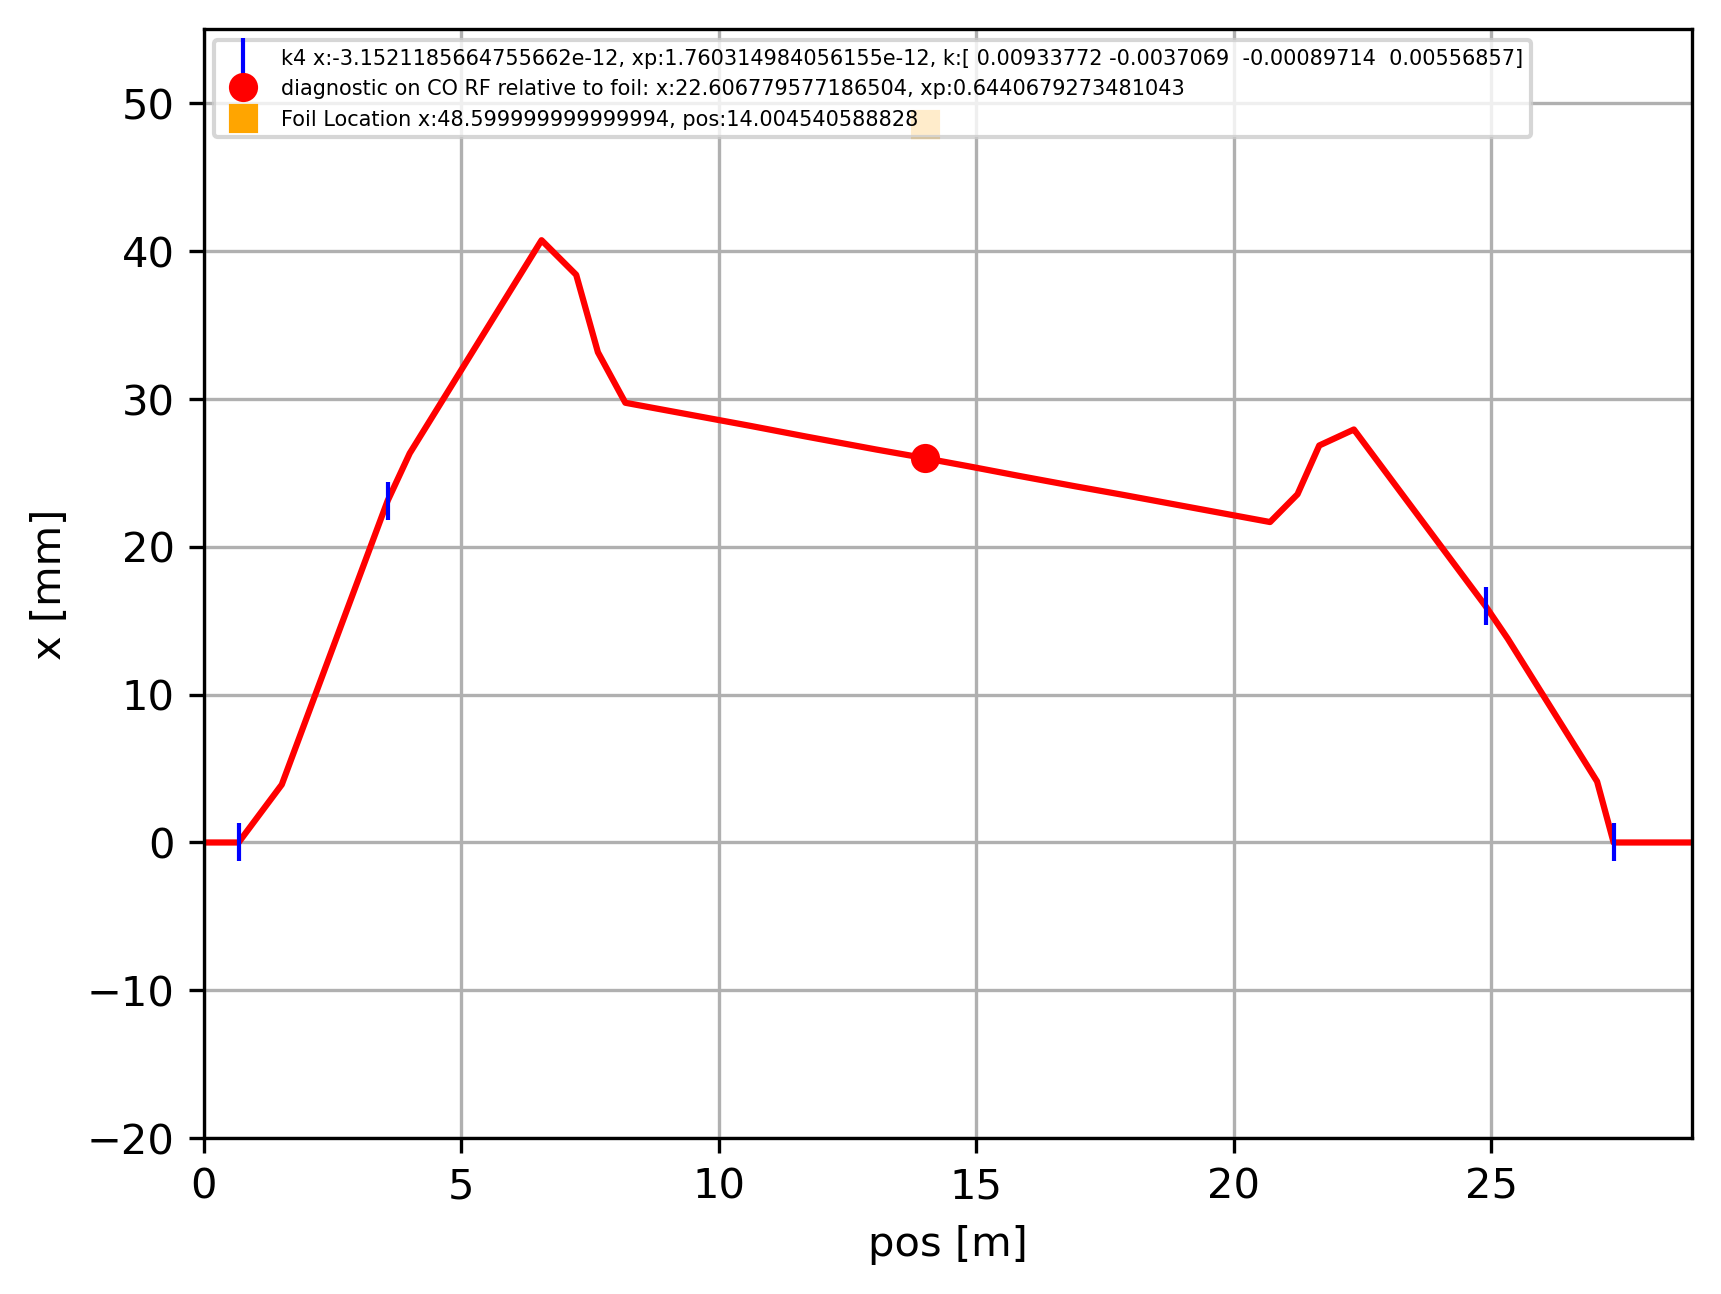 k4 x:-3.1521185664755662e-12, xp:1.760314984056155e-12, k:[ 0.00933772 -0.0037069  -0.00089714  0.00556857]
diagnostic on CO RF relative to foil: x:22.606779577186504, xp:0.6440679273481043
Foil Location x:48.599999999999994, pos:14.004540588828
50
40
30
20
10
0
−10
−20
x [mm]
0 5 10 15 20 25
pos [m]